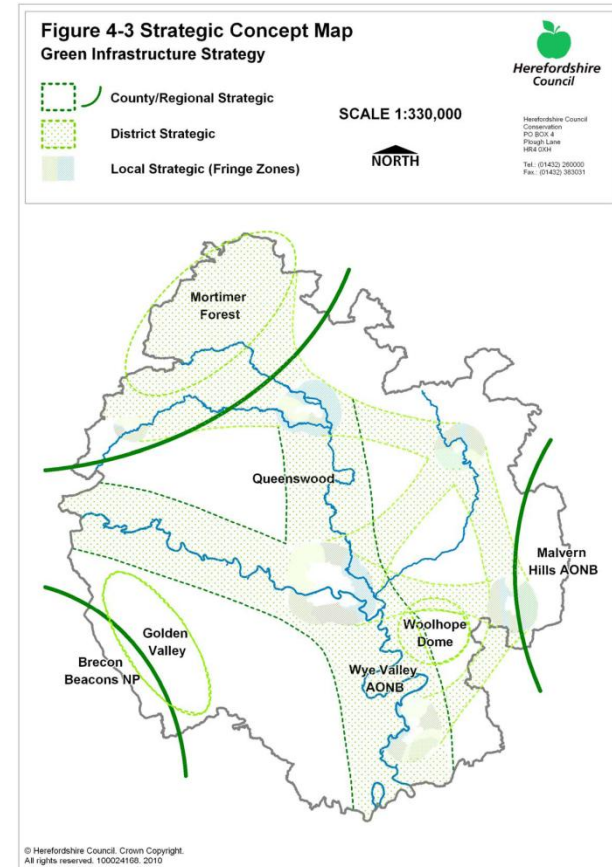 Figure 4-3 Strategic Concept Map
Green Infrastructure Strategy
County/Regional Strategic
District Strategic
Local Strategic (Fringe Zones)
SCALE 1:330,000
NORTH
Herefordshire
Council
Herefordshire Council
Conservation
PO BOX 4
Plough Lane
HR4 0XH
Tel.: (01432) 260000
Fax.: (01432) 383031
Mortimer
Forest
Queenswood
Malvern
Hills AONB
Golden
Valley
Woolhope
Dome
Brecon
Beacons NP
Wye Valley
AONB
© Herefordshire Council. Crown Copyright.
All rights reserved. 100024168. 2010